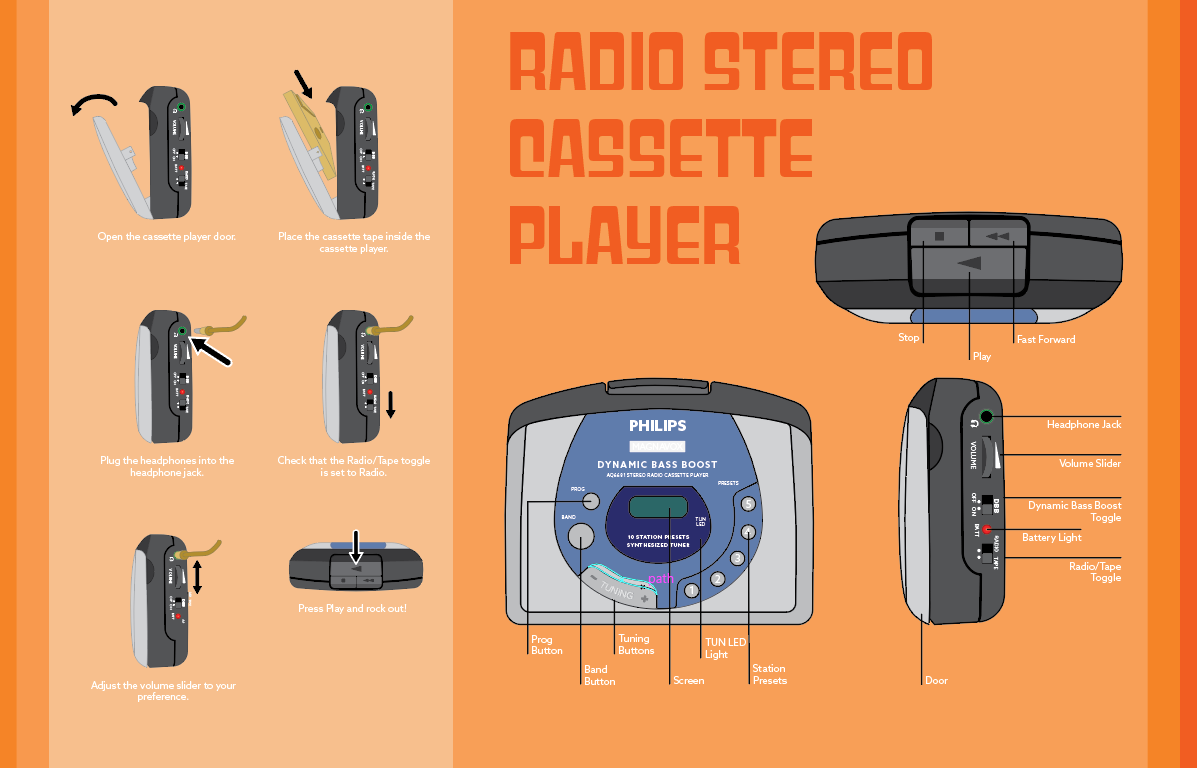 RADIO STEREO
CASSETTE
PLAYER
Open the cassette player door.
Place the cassette tape inside the
cassette player.
Plug the headphones into the
headphone jack.
Check that the Radio/Tape toggle
is set to Radio.
Adjust the volume slider to your
preference.
Press Play and rock out!
Stop
Fast Forward
Play
PHILIPS
DYNAMIC BASS BOOST
AQ6691 STEREO RADIO CASSETTE PLAYER
PROG
PRESETS
BAND
TUN
LED
10 STATION PRESETS
SYNTHESIZED TUNER
5
4
3
2
1
path
- TUNING +
Prog
Button
Band
Button
Tuning
Buttons
Screen
TUN LED
Light
Station
Presets
VOLUME
OFF ON
DBB
BATT
RADIO TAPE
Headphone Jack
Volume Slider
Dynamic Bass Boost
Toggle
Battery Light
Radio/Tape
Toggle
Door